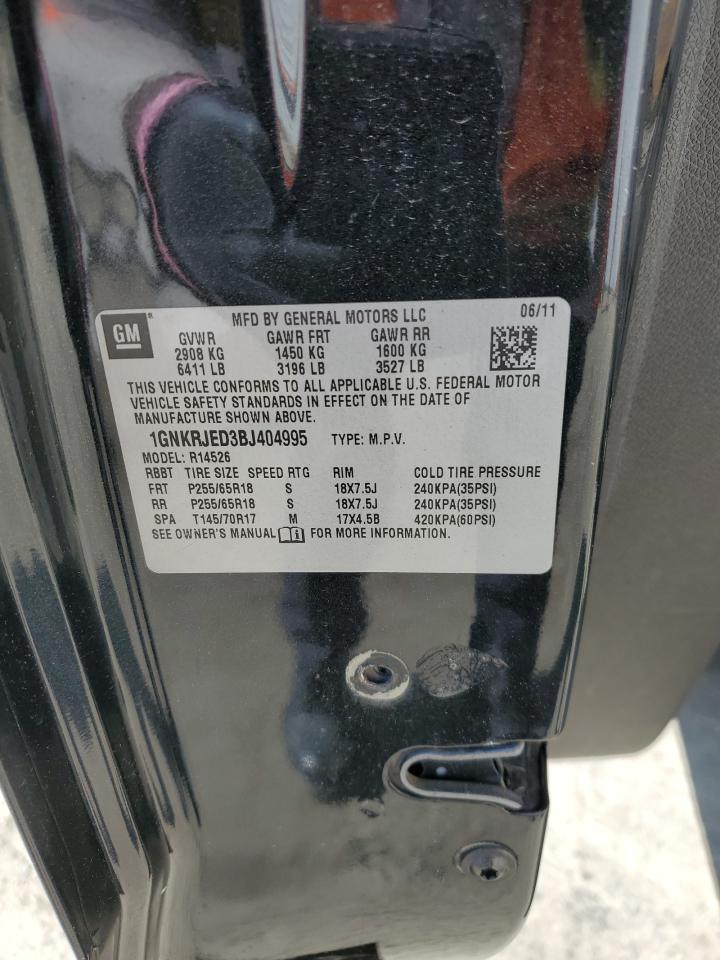 GM ® MFD BY GENERAL MOTORS LLC 06/11
GVWR GAWR FRT GAWR RR
2908 KG 1450 KG 1600 KG
6411 LB 3196 LB 3527 LB
THIS VEHICLE CONFORMS TO ALL APPLICABLE U.S. FEDERAL MOTOR
VEHICLE SAFETY STANDARDS IN EFFECT ON THE DATE OF
MANUFACTURE SHOWN ABOVE.
1GNKRJED3BJ404995 TYPE: M.P.V.
MODEL: R14526
RBBT TIRE SIZE SPEED RTG RIM COLD TIRE PRESSURE
FRT P255/65R18 S 18X7.5J 240KPA(35PSI)
RR P255/65R18 S 18X7.5J 240KPA(35PSI)
SPA T145/70R17 M 17X4.5B 420KPA(60PSI)
SEE OWNER'S MANUAL i FOR MORE INFORMATION.